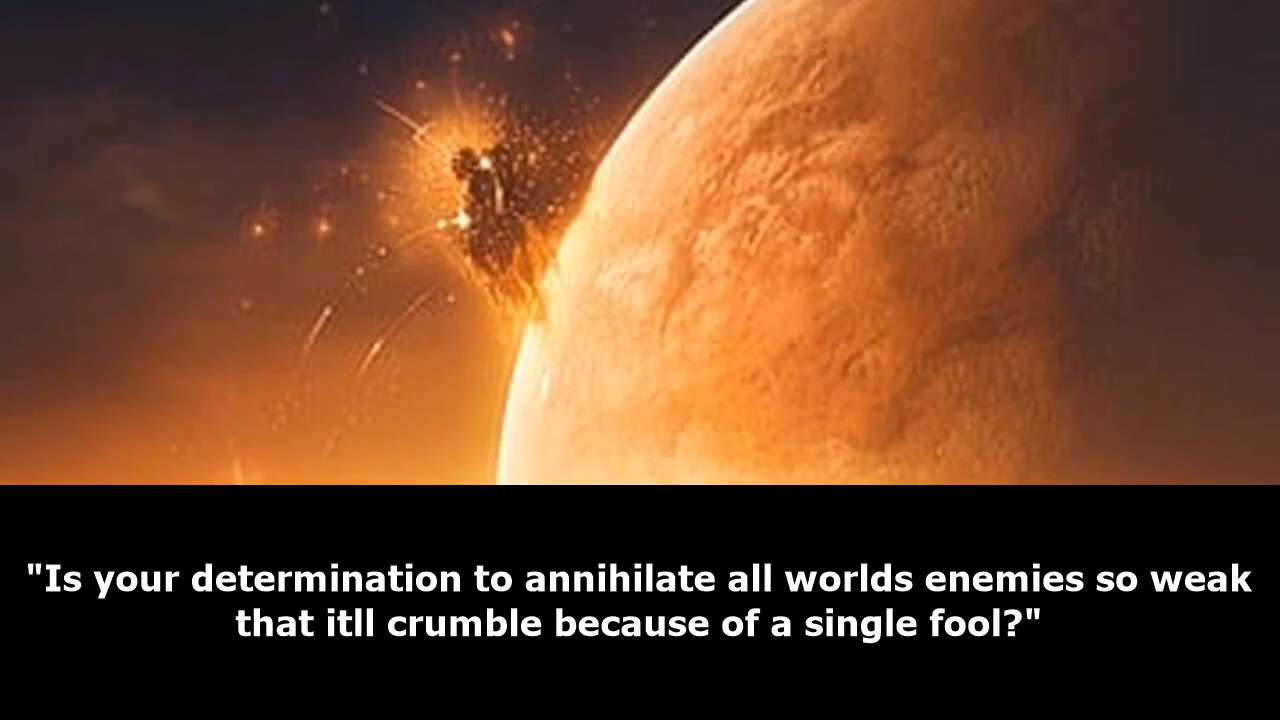 "Is your determination to annihilate all worlds enemies so weak
that itll crumble because of a single fool?"